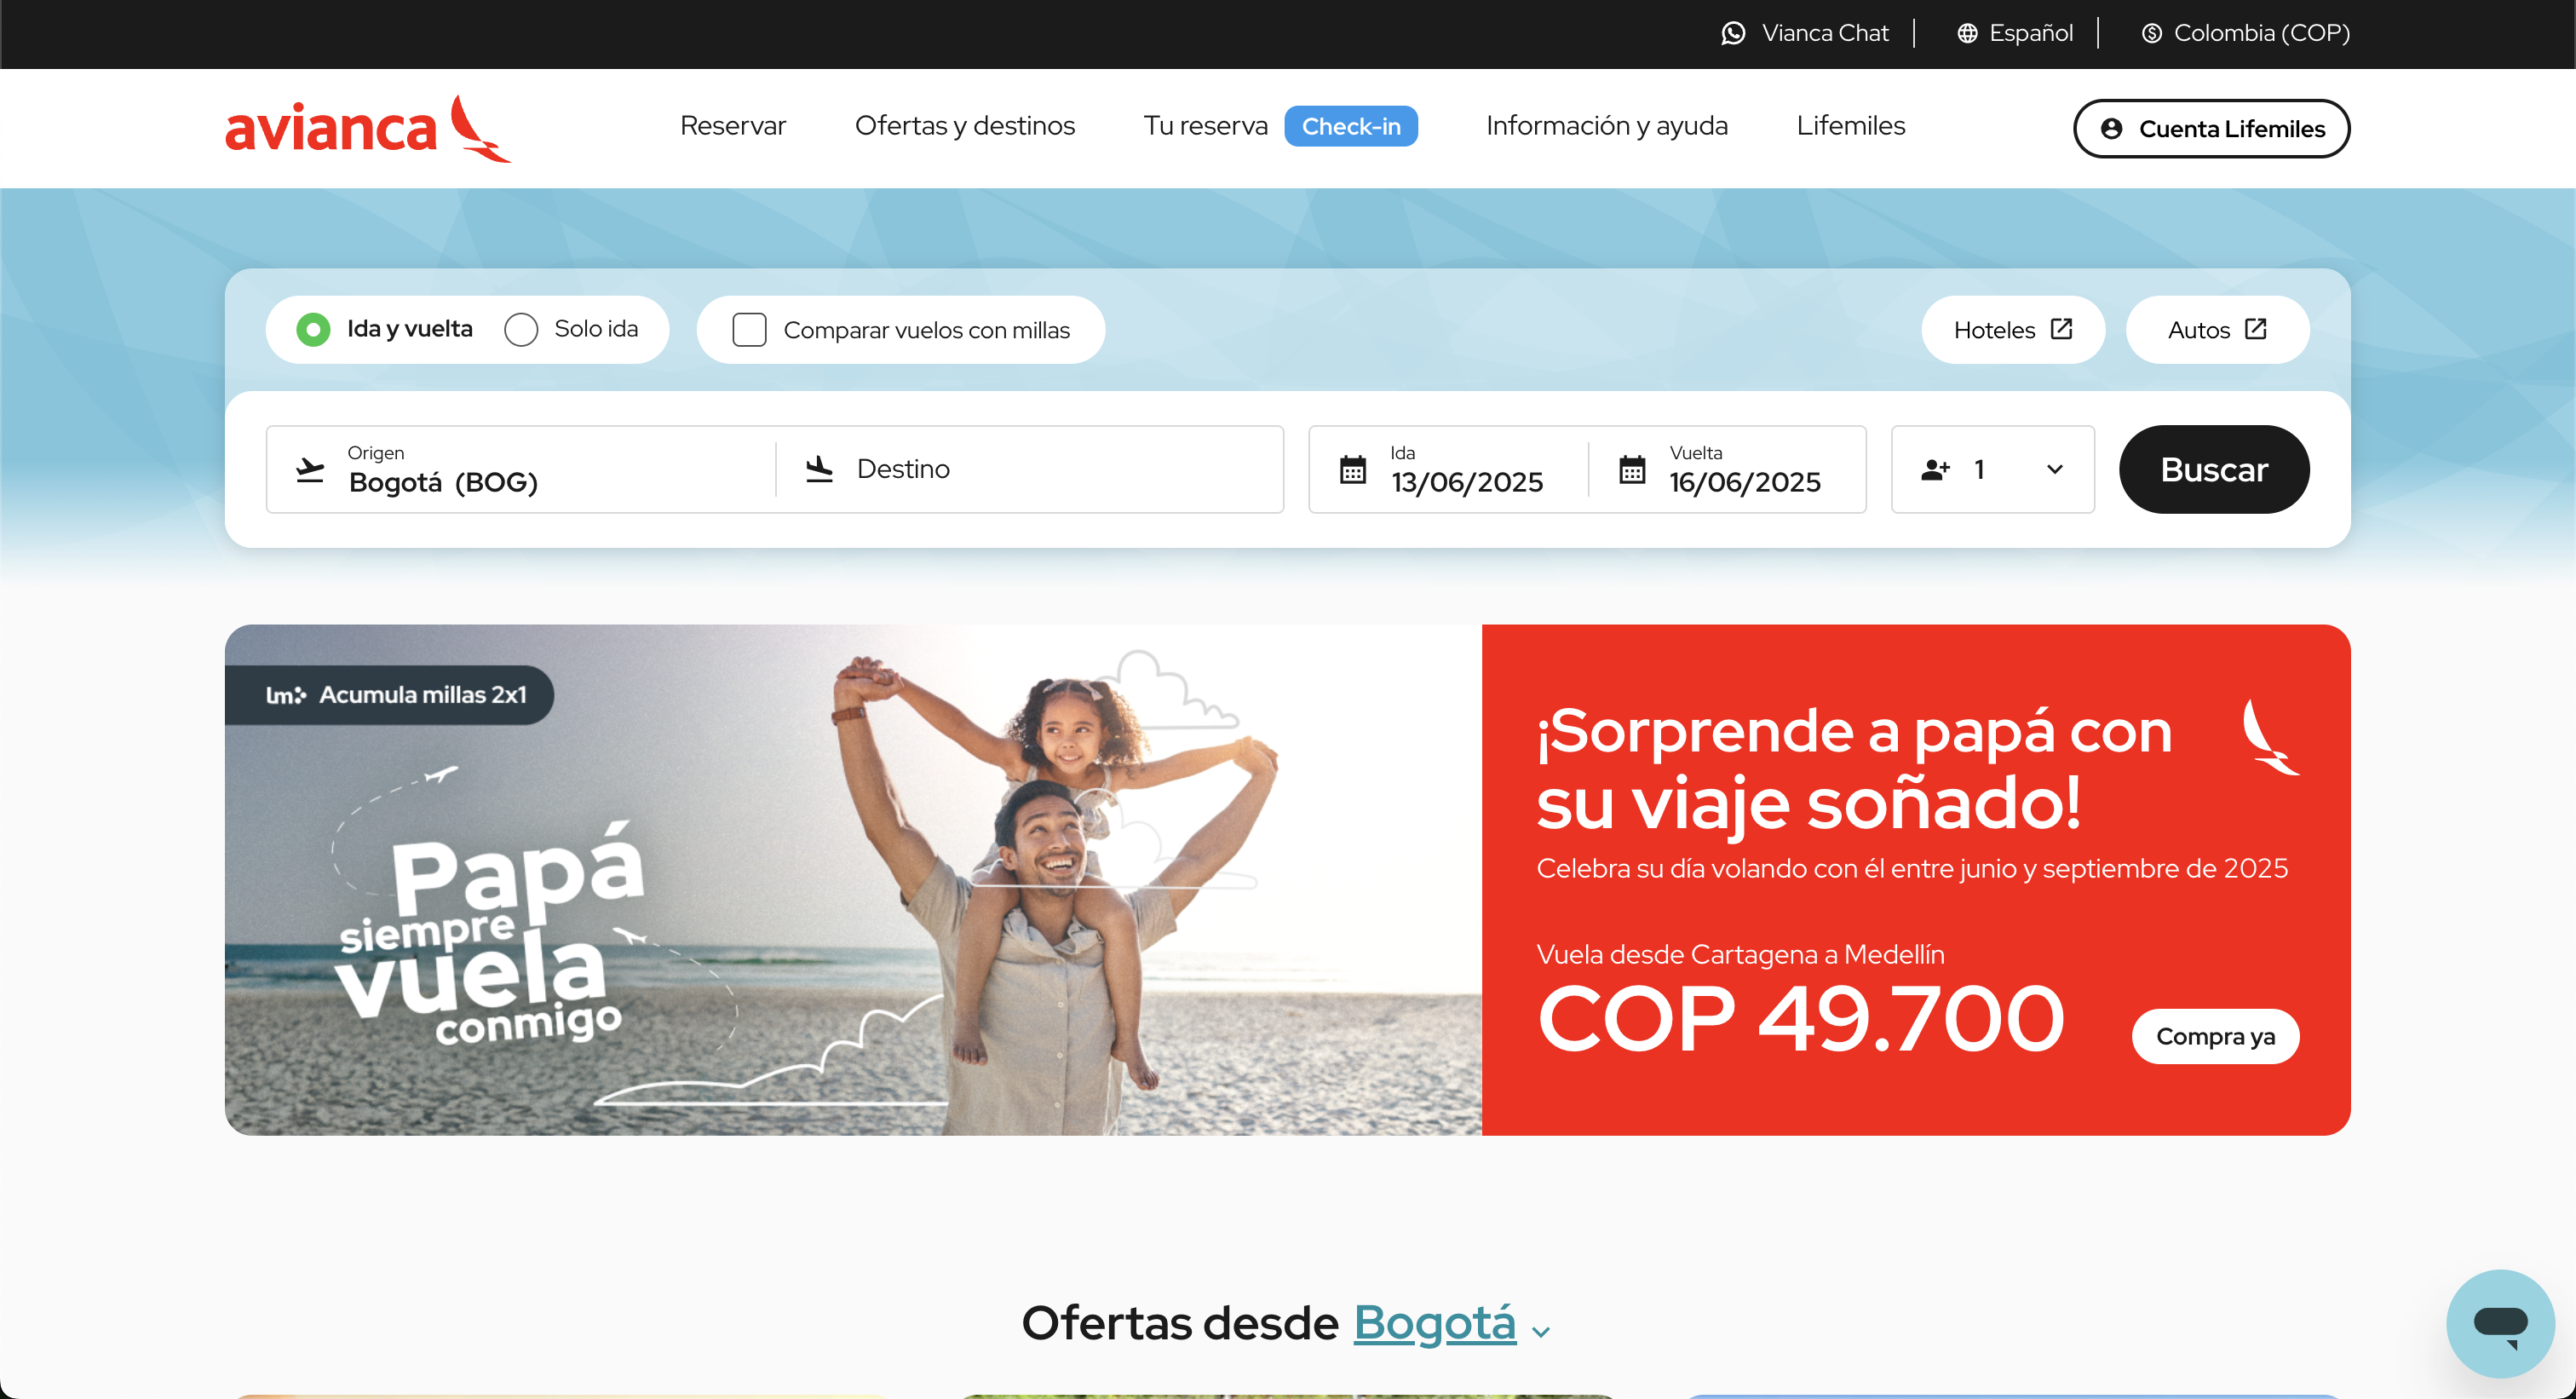 Vianca Chat
Español
Colombia (COP)
avianca
Reservar
Ofertas y destinos
Tu reserva
Check-in
Información y ayuda
Lifemiles
Cuenta Lifemiles
Ida y vuelta
Solo ida
Comparar vuelos con millas
Hoteles
Autos
Origen
Bogotá (BOG)
Destino
Ida
13/06/2025
Vuelta
16/06/2025
1
Buscar
lm: Acumula millas 2x1
Papá
siempre
vuela
conmigo
¡Sorprende a papá con
su viaje soñado!
Celebra su día volando con él entre junio y septiembre de 2025
Vuela desde Cartagena a Medellín
COP 49.700
Compra ya
Ofertas desde Bogotá